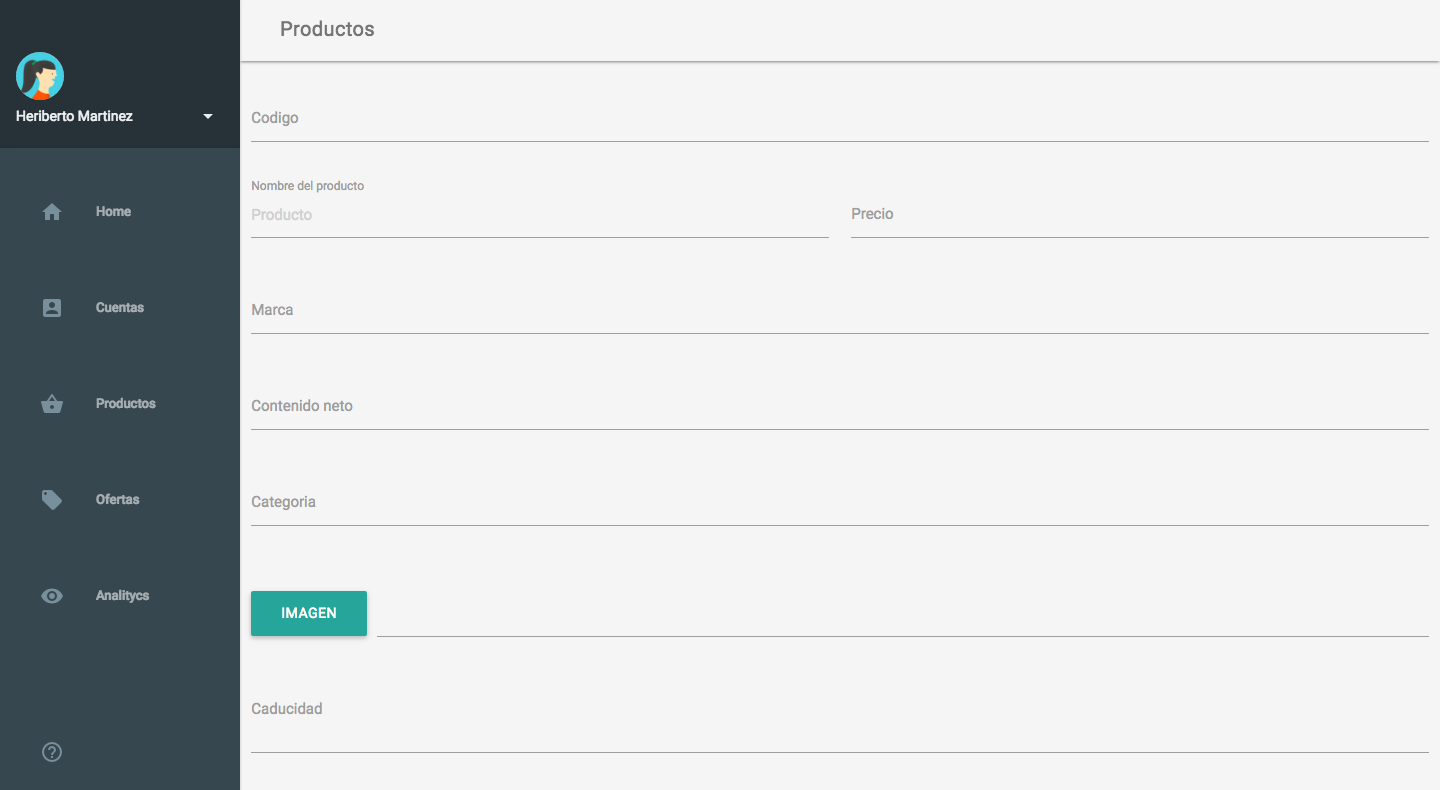 Productos
Heriberto Martinez
Home
Cuentas
Productos
Ofertas
Analitycs
Codigo
Nombre del producto
Producto
Precio
Marca
Contenido neto
Categoria
IMAGEN
Caducidad